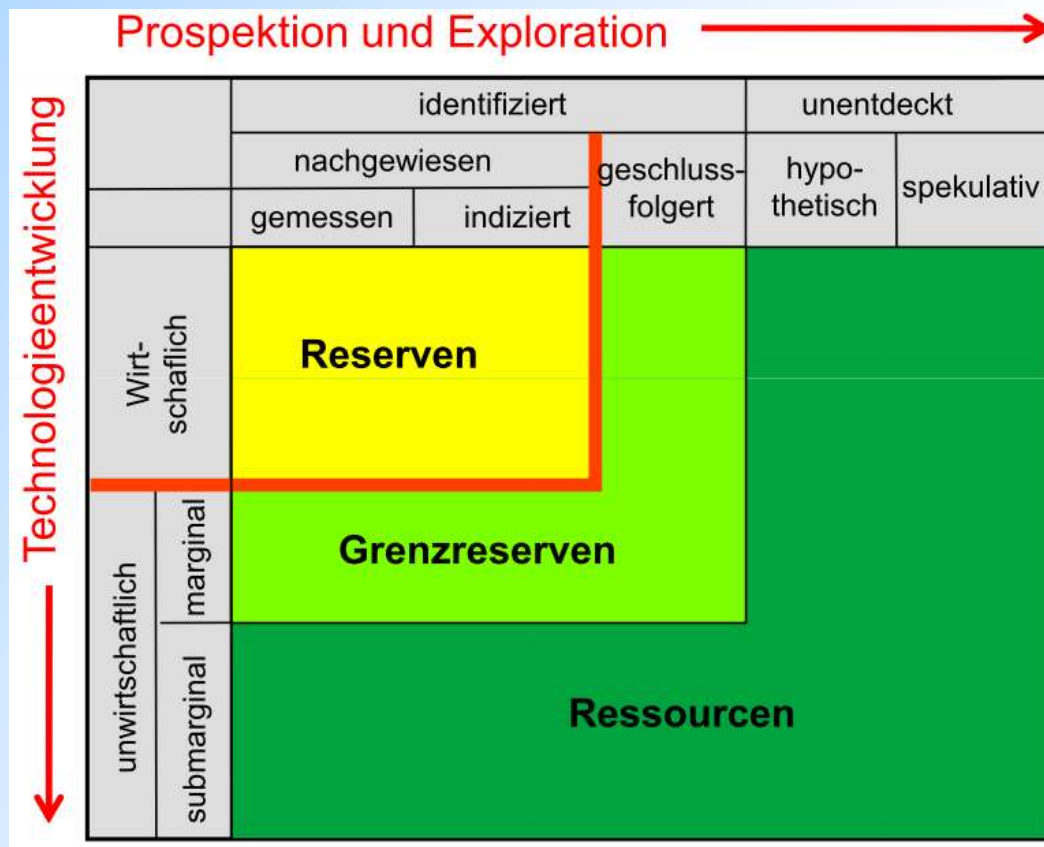 Prospektion und Exploration
Technologieentwicklung
identifiziert
unentdeckt
nachgewiesen
geschluss-
folgert
hypo-
thetisch
spekulativ
gemessen
indiziert
Wirt-
schaflich
Reserven
unwirtschaftlich
marginal
Grenzreserven
submarginal
Ressourcen